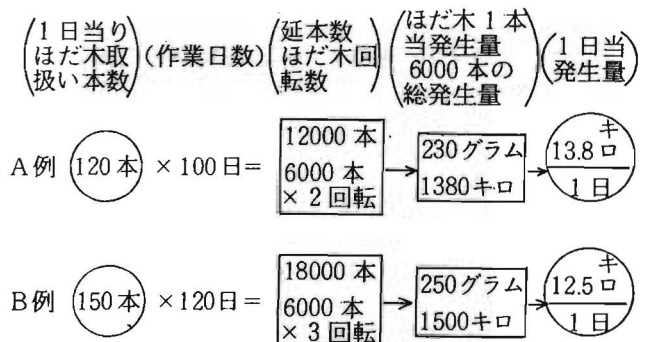 (1日当り ほだ木取 扱い本数)(作業日数)(延本数 ほだ木回 転数)(ほだ木1本 当発生量 6000本の 総発生量)(1日当 発生量)
A例 120本 ×100日= 12000本 6000本 ×2回転 → 230グラム 1380キロ → 13.8キロ 1日
B例 150本 ×120日= 18000本 6000本 ×3回転 → 250グラム 1500キロ → 12.5キロ 1日